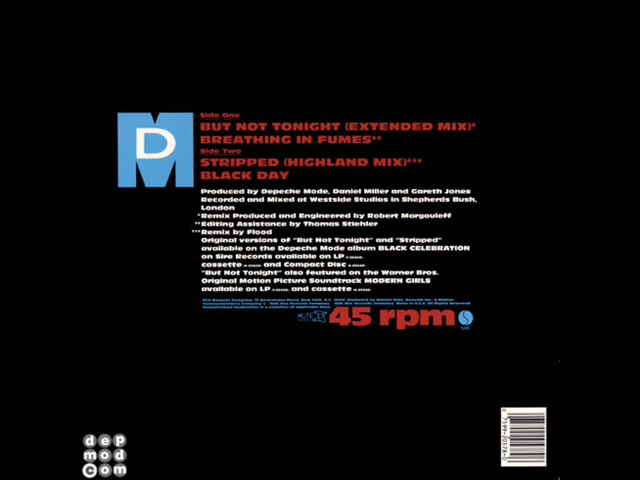 DM
Side One
BUT NOT TONIGHT (EXTENDED MIX)*
BREATHING IN FUMES**
Side Two
STRIPPED (HIGHLAND MIX)***
BLACK DAY
Produced by Depeche Mode, Daniel Miller and Gareth Jones
Recorded and Mixed at Westside Studios in Shepherds Bush,
London
*Remix Produced and Engineered by Robert Margouleff
**Editing Assistance by Thomas Stiehler
***Remix by Flood
Original versions of "But Not Tonight" and "Stripped"
available on the Depeche Mode album BLACK CELEBRATION
on Sire Records available on LP
cassette and Compact Disc
"But Not Tonight" also featured on the Warner Bros.
Original Motion Picture Soundtrack MODERN GIRLS
available on LP and cassette
MUTE 45 rpm
dep
mod
com